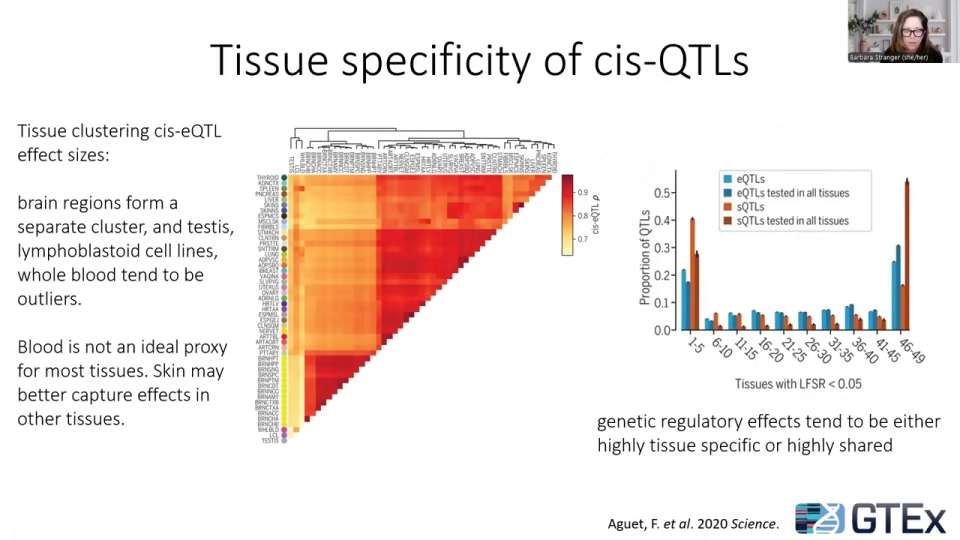 Tissue specificity of cis-QTLs
Barbara Stranger (she/her)
Tissue clustering cis-eQTL
effect sizes:
brain regions form a
separate cluster, and testis,
lymphoblastoid cell lines,
whole blood tend to be
outliers.
Blood is not an ideal proxy
for most tissues. Skin may
better capture effects in
other tissues.
THYROID
KDNCTX
SPLEEN
PNCREAS
LIVER
SKINS
SKINNS
ESPMCS
MSCLSK
FIBRBLS
STMACH
CLNTRN
PRSTTE
SNTTRM
LUNG
ADPVSC
ADPSBQ
BREAST
VAGINA
SLVRYG
UTERUS
OVARY
ADRNLG
HRTLV
HRTAA
ESPMSL
ESPGEJ
CLNSGM
NERVET
ARTTBL
ARTAORT
ARTCRN
PTTARY
BRNHPT
BRNHPP
BRNSNG
BRNSPC
BRNPTM
BRNCDT
BRNNCC
BRNAMY
BRNCTXB
BRNCTXA
BRNACC
BRNCHA
BRNCHB
WHLBLD
LCL
TESTIS
0.9
0.8
0.7
cis-eQTL ρ
eQTLs
eQTLs tested in all tissues
sQTLs
sQTLs tested in all tissues
Proportion of QTLs
0.5
0.4
0.3
0.2
0.1
0.0
1-5
6-10
11-15
16-20
21-25
26-30
31-35
36-40
41-45
46-49
Tissues with LFSR < 0.05
genetic regulatory effects tend to be either
highly tissue specific or highly shared
Aguet, F. et al. 2020 Science.
GTEx